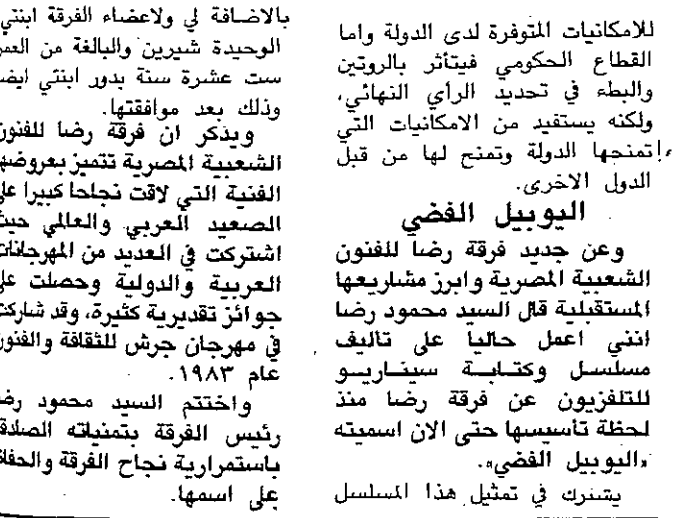 للامكانيات المتوفرة لدى الدولة واما
القطاع الحكومي فيتأثر بالروتين
والبطء في تحديد الرأي النهائي،
ولكنه يستفيد من الامكانيات التي
تمنحها الدولة وتمنح لها من قبل
الدول الاخرى.
اليوبيل الفضي
وعن جديد فرقة رضا للفنون
الشعبية المصرية وابرز مشاريعها
المستقبلية قال السيد محمود رضا
انني اعمل حاليا على تاليف
مسلسل وكتابة سيناريو
للتلفزيون عن فرقة رضا منذ
لحظة تأسيسها حتى الان اسميته
«اليوبيل الفضي».
يشترك في تمثيل هذا المسلسل
بالاضافة لي ولاعضاء الفرقة ابنتي
الوحيدة شيرين والبالغة من العمر
ست عشرة سنة بدور ابنتي ايضا
وذلك بعد موافقتها.
ويذكر ان فرقة رضا للفنون
الشعبية المصرية تتميز بعروضها
الفنية التي لاقت نجاحا كبيرا على
الصعيد العربي والعالمي حيث
اشتركت في العديد من المهرجانات
العربية والدولية وحصلت على
جوائز تقديرية كثيرة، وقد شاركت
في مهرجان جرش للثقافة والفنون
عام ١٩٨٣.
واختتم السيد محمود رضا
رئيس الفرقة بتمنياته الصادقة
باستمرارية نجاح الفرقة والحفاظ
على اسمها.